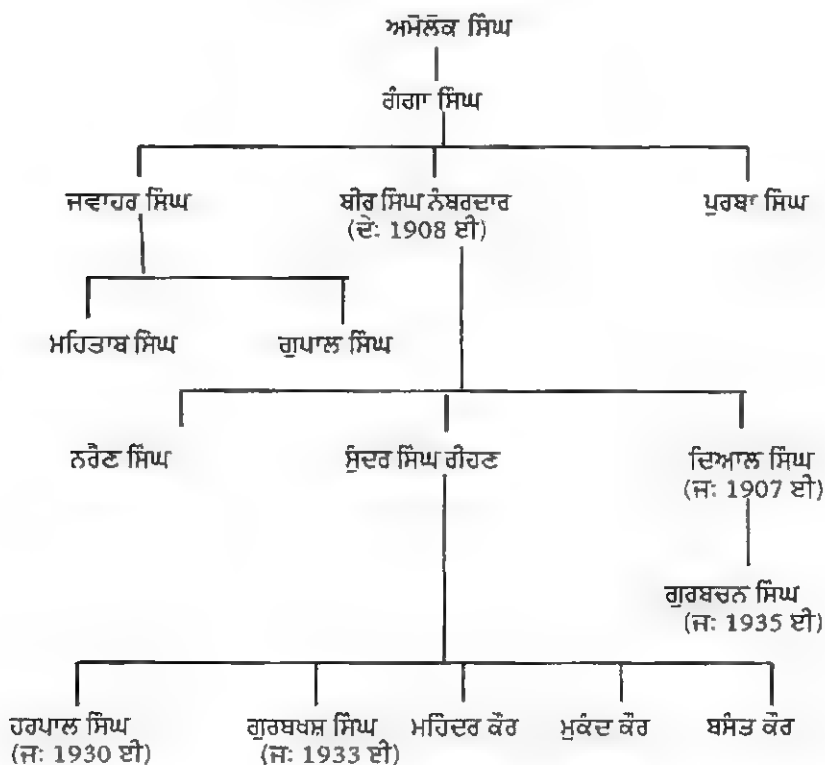 ਅਮੋਲਕ ਸਿੰਘ
ਗੰਗਾ ਸਿੰਘ
ਜਵਾਹਰ ਸਿੰਘ ਬੀਰ ਸਿੰਘ ਨੰਬਰਦਾਰ ਪੁਰਬਾ ਸਿੰਘ
(ਦੇ: 1908 ਈ)
ਮਹਿਤਾਬ ਸਿੰਘ ਗੁਪਾਲ ਸਿੰਘ
ਨਰੈਣ ਸਿੰਘ ਸੁੰਦਰ ਸਿੰਘ ਰੀਹਣ ਦਿਆਲ ਸਿੰਘ
(ਜ: 1907 ਈ)
ਗੁਰਬਚਨ ਸਿੰਘ
(ਜ: 1935 ਈ)
ਹਰਪਾਲ ਸਿੰਘ ਗੁਰਬਖਸ਼ ਸਿੰਘ ਮਹਿੰਦਰ ਕੌਰ ਮੁਕੰਦ ਕੌਰ ਬਸੰਤ ਕੌਰ
(ਜ: 1930 ਈ) (ਜ: 1933 ਈ)